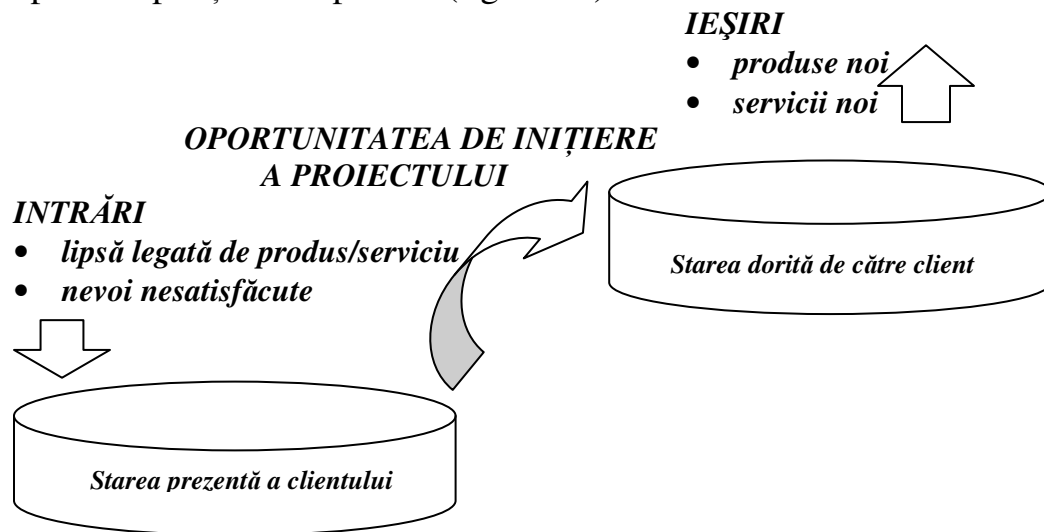 IEŞIRI
• produse noi
• servicii noi
OPORTUNITATEA DE INIȚIERE
A PROIECTULUI
INTRĂRI
• lipsă legată de produs/serviciu
• nevoi nesatisfăcute
Starea dorită de către client
Starea prezentă a clientului